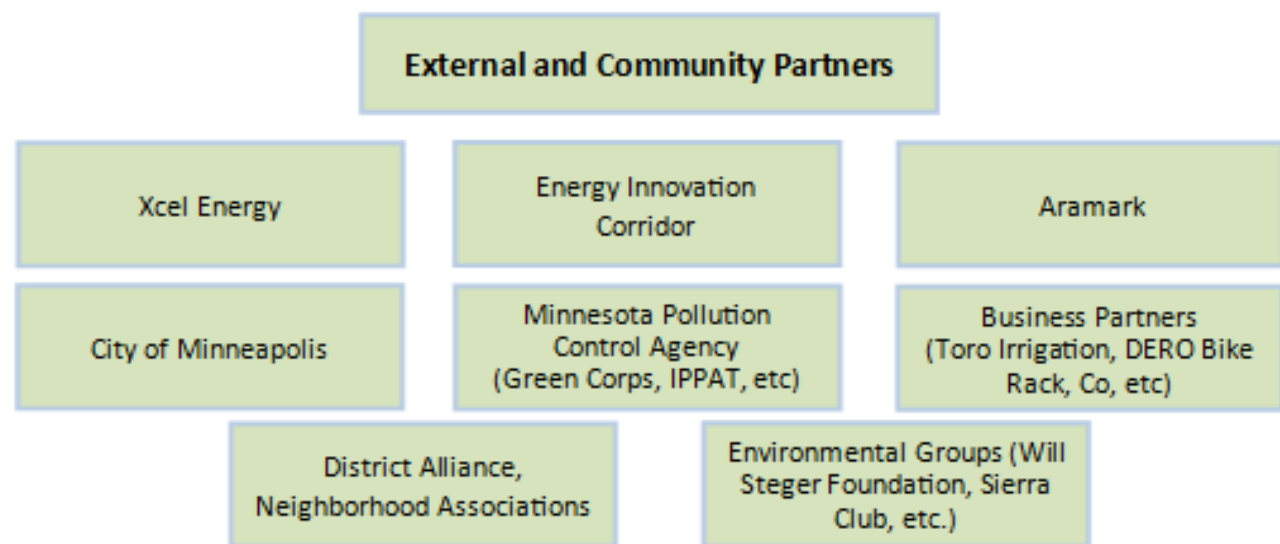 External and Community Partners
Xcel Energy
Energy Innovation
Corridor
Aramark
City of Minneapolis
Minnesota Pollution
Control Agency
(Green Corps, IPPAT, etc)
Business Partners
(Toro Irrigation, DERO Bike
Rack, Co, etc)
District Alliance,
Neighborhood Associations
Environmental Groups (Will
Steger Foundation, Sierra
Club, etc.)